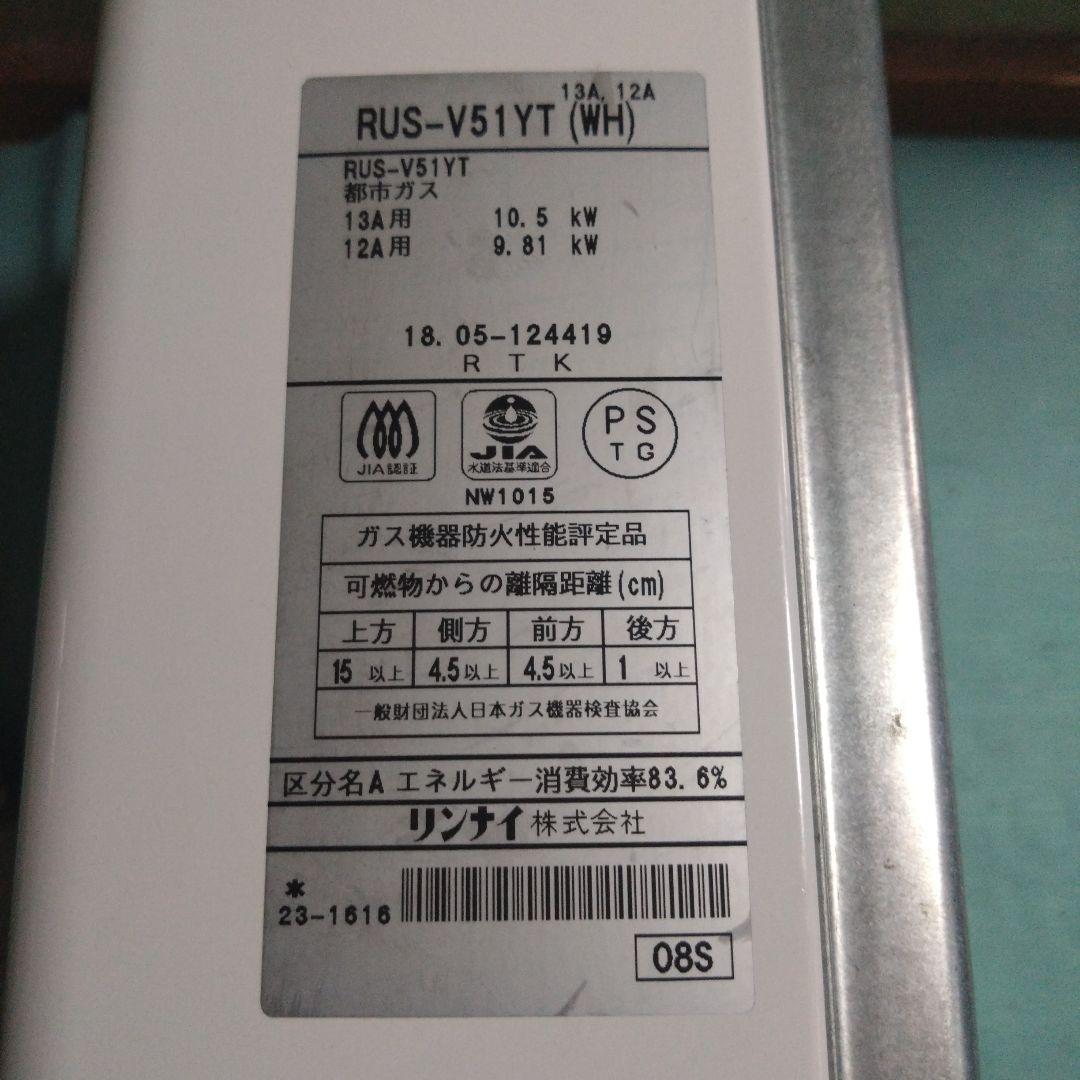 13A, 12A
RUS-V51YT (WH)
RUS-V51YT
都市ガス
13A用 10.5 kW
12A用 9.81 kW
18. 05-124419
R T K
JIA認証
JIA
水道法基準適合
PS
TG
NW1015
ガス機器防火性能評定品
可燃物からの離隔距離(cm)
上方 側方 前方 後方
15 以上 4.5以上 4.5以上 1 以上
一般財団法人日本ガス機器検査協会
区分名A エネルギー消費効率83.6%
リンナイ株式会社
*
23-1616
08S